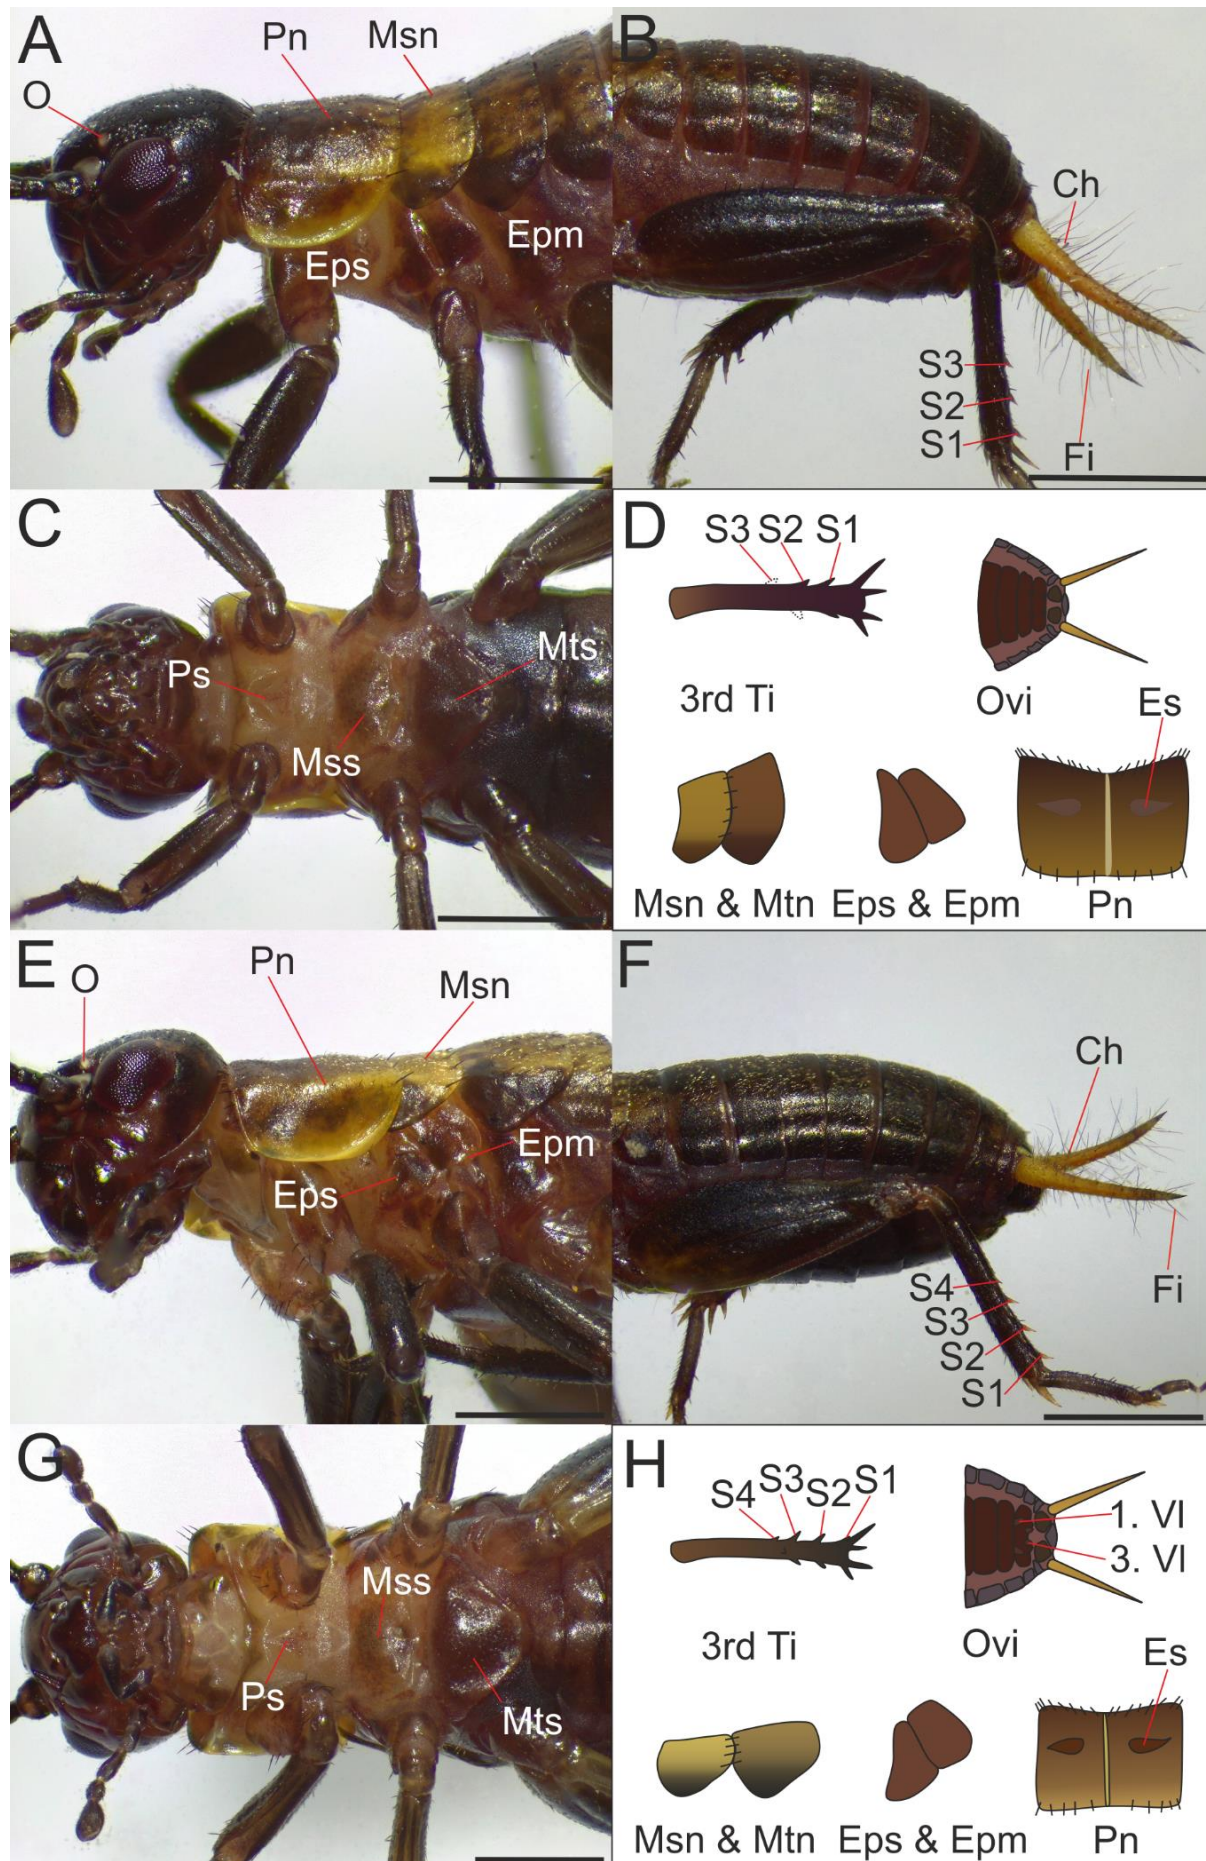 A
Pn
Msn
O
Eps
Epm
B
Ch
S3
S2
S1
Fi
C
Ps
Mss
Mts
D
S3 S2 S1
3rd Ti
Ovi
Es
Msn & Mtn
Eps & Epm
Pn
E
O
Pn
Msn
Epm
Eps
F
Ch
S4
S3
S2
S1
Fi
G
Mss
Ps
Mts
H
S4 S3 S2 S1
1. Vl
3. Vl
3rd Ti
Ovi
Es
Msn & Mtn
Eps & Epm
Pn